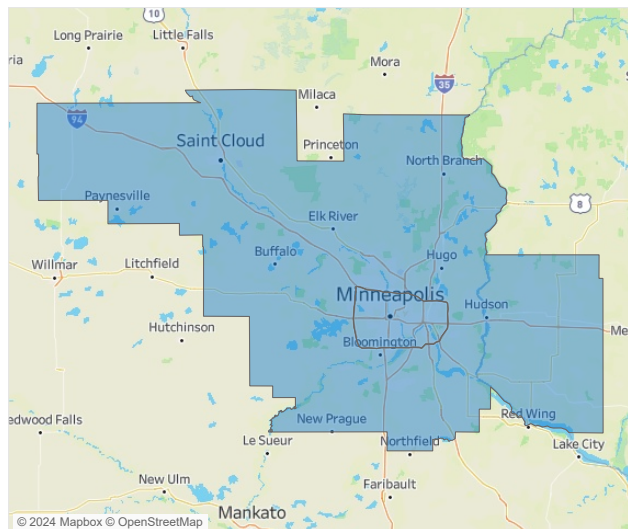 10
Long Prairie
Little Falls
ria
Mora
35
Milaca
94
Saint Cloud
Princeton
North Branch
Paynesville
8
Elk River
Buffalo
Hugo
Willmar
Litchfield
Minneapolis
Hudson
Me
Hutchinson
Bloomington
edwood Falls
New Prague
Red Wing
Le Sueur
Northfield
Lake City
New Ulm
Faribault
Mankato
© 2024 Mapbox © OpenStreetMap